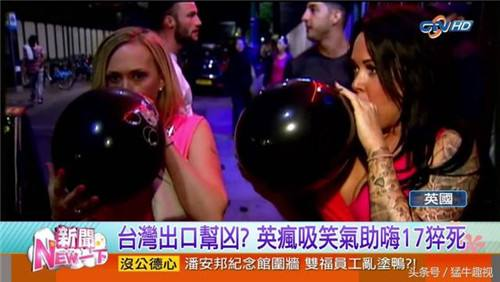 GSTV HD
英國
新聞
NEW一下
台灣出口幫凶? 英瘋吸笑氣助嗨17猝死
沒公德心 潘安邦紀念館圍牆 雙福員工亂塗鴨?!
头条号 / 猛牛趣视